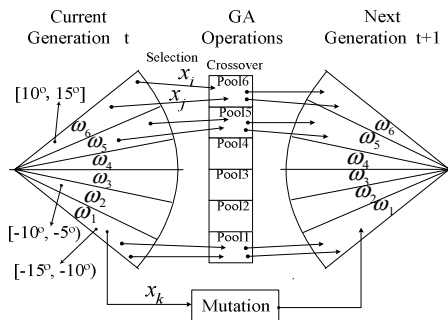 Current
Generation t
GA
Operations
Next
Generation t+1
Selection
Crossover
x_i
x_j
Pool6
Pool5
Pool4
Pool3
Pool2
Pool1
[10°, 15°]
ω₆
ω₅
ω₄
ω₃
ω₂
ω₁
[-10°, -5°)
[-15°, -10°)
ω₆
ω₅
ω₄
ω₃
ω₂
ω₁
x_k
Mutation